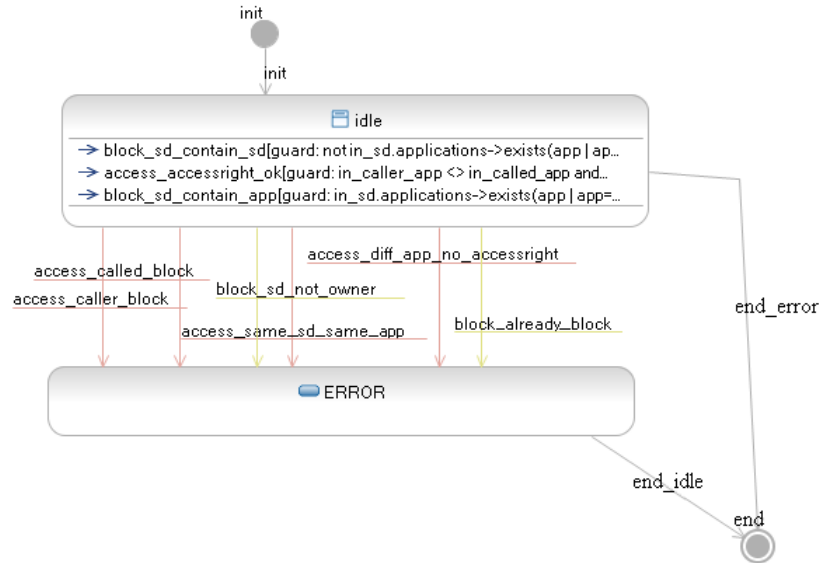 init
init
idle
block_sd_contain_sd[guard: not in_sd.applications->exists(app | ap...
access_accessright_ok[guard: in_caller_app <> in_called_app and...
block_sd_contain_app[guard: in_sd.applications->exists(app | app=...
access_diff_app_no_accessright
access_called_block
block_sd_not_owner
access_caller_block
end_error
block_already_block
access_same_sd_same_app
ERROR
end_idle
end